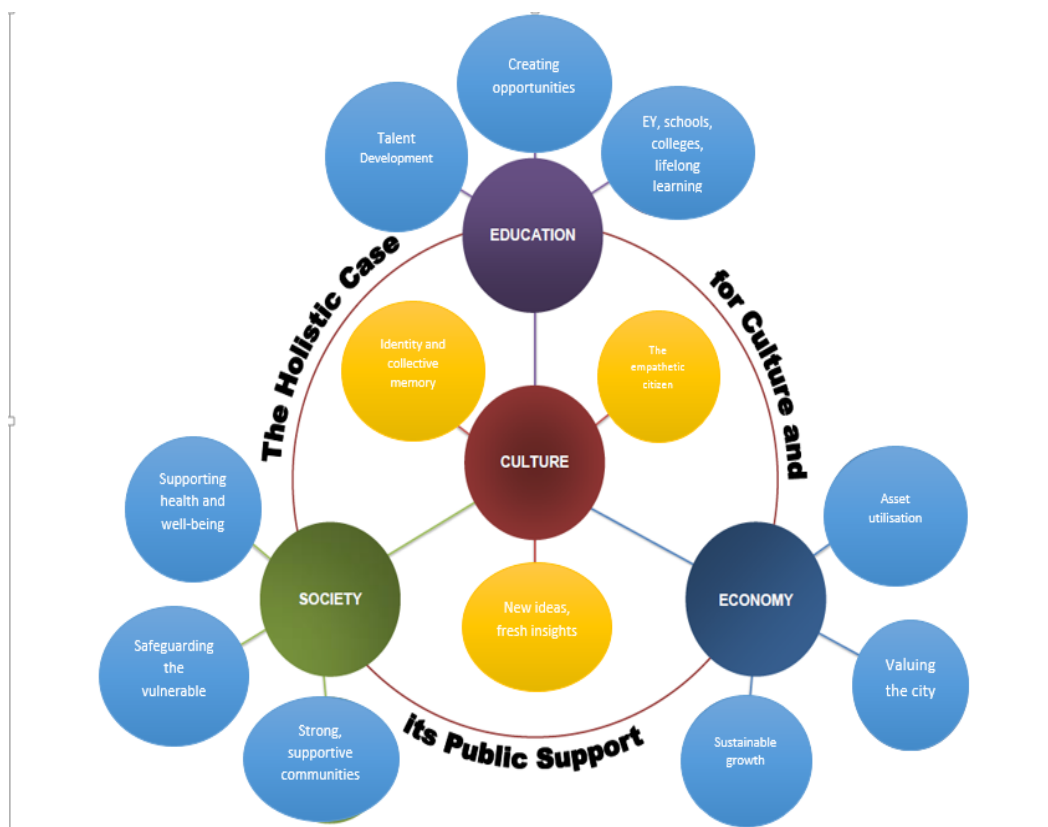 Creating
opportunities
Talent
Development
EY, schools,
colleges,
lifelong
learning
EDUCATION
The Holistic Case
for Culture and
its Public Support
Identity and
collective
memory
The
empathetic
citizen
CULTURE
New ideas,
fresh insights
Supporting
health and
well-being
SOCIETY
Safeguarding
the
vulnerable
Strong,
supportive
communities
Asset
utilisation
ECONOMY
Valuing
the city
Sustainable
growth